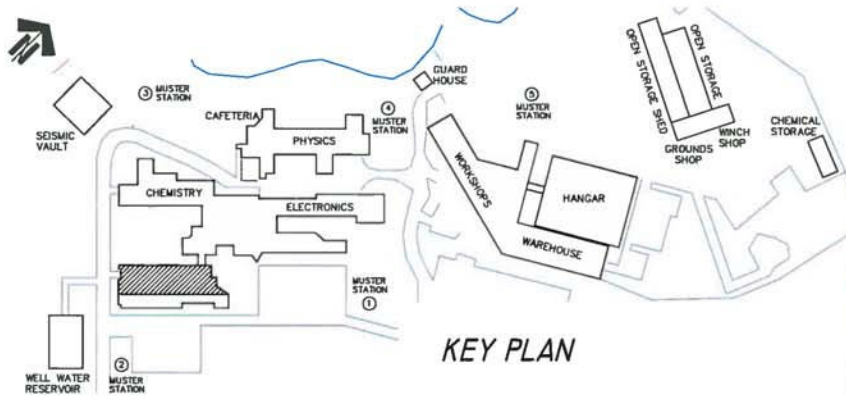 ③ MUSTER
STATION
SEISMIC
VAULT
CAFETERIA
PHYSICS
④
MUSTER
STATION
GUARD
HOUSE
⑤
MUSTER
STATION
OPEN STORAGE SHED
OPEN STORAGE
WINCH
SHOP
GROUNDS
SHOP
CHEMICAL
STORAGE
CHEMISTRY
ELECTRONICS
WORKSHOPS
HANGAR
WAREHOUSE
MUSTER
STATION
①
WELL WATER
RESERVOIR
②
MUSTER
STATION
KEY PLAN